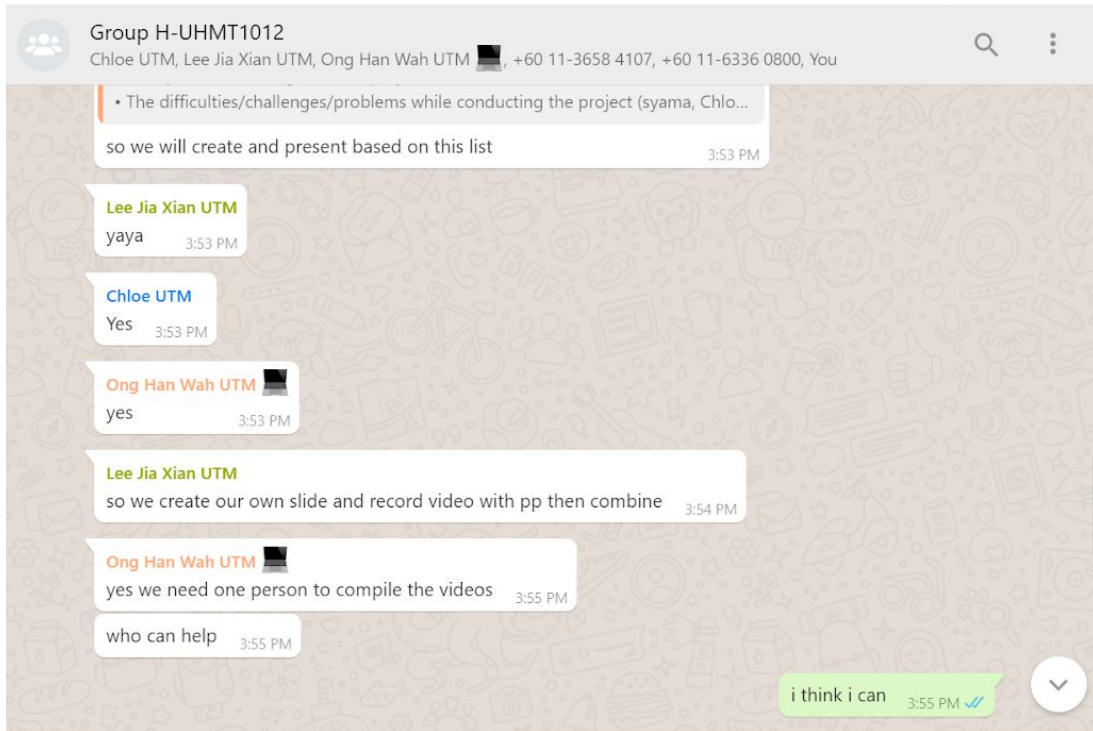 Group H-UHMT1012
Chloe UTM, Lee Jia Xian UTM, Ong Han Wah UTM 💻, +60 11-3658 4107, +60 11-6336 0800, You
• The difficulties/challenges/problems while conducting the project (syama, Chlo...
so we will create and present based on this list 3:53 PM
Lee Jia Xian UTM
yaya 3:53 PM
Chloe UTM
Yes 3:53 PM
Ong Han Wah UTM 💻
yes 3:53 PM
Lee Jia Xian UTM
so we create our own slide and record video with pp then combine 3:54 PM
Ong Han Wah UTM 💻
yes we need one person to compile the videos 3:55 PM
who can help 3:55 PM
i think i can 3:55 PM